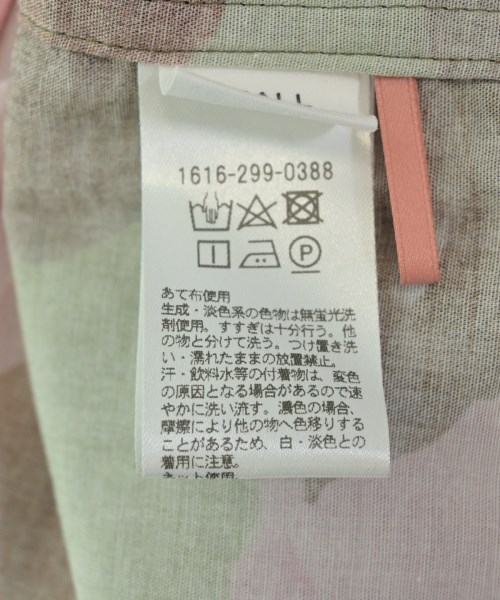 1616-299-0388
P
あて布使用
生成・淡色系の色物は無蛍光洗
剤使用。すすぎは十分行う。他
の物と分けて洗う。つけ置き洗
い・濡れたままの放置禁止。
汗・飲料水等の付着物は、変色
の原因となる場合があるので速
やかに洗い流す。濃色の場合、
摩擦により他の物へ色移りする
ことがあるため、白・淡色との
着用に注意。
ネット使用